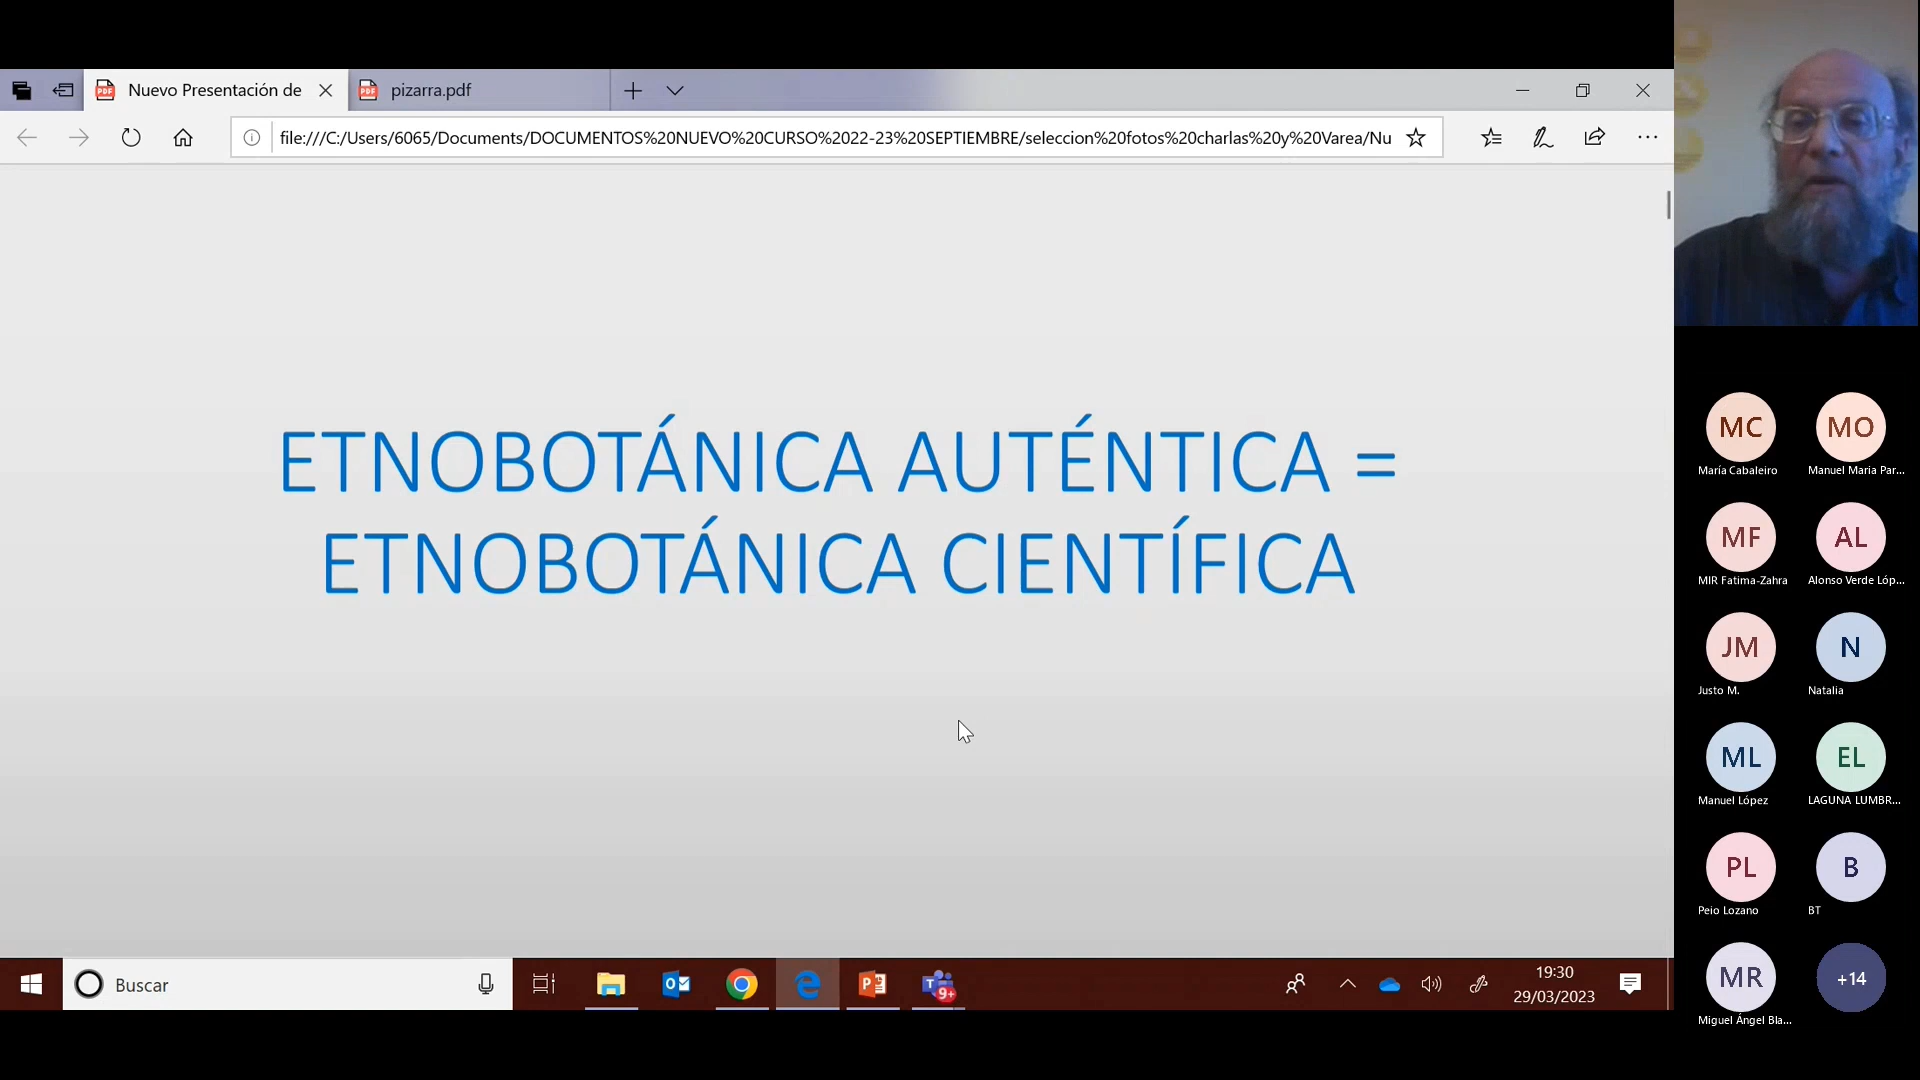 Nuevo Presentación de
pizarra.pdf
file:///C:/Users/6065/Documents/DOCUMENTOS%20NUEVO%20CURSO%2022-23%20SEPTIEMBRE/seleccion%20fotos%20charlas%20y%20Varea/Nu
ETNOBOTÁNICA AUTÉNTICA =
ETNOBOTÁNICA CIENTÍFICA
MC
MO
María Cabaleiro
Manuel Maria Par...
MF
AL
MIR Fatima-Zahra
Alonso Verde Lóp...
JM
N
Justo M.
Natalia
ML
EL
Manuel López
LAGUNA LUMBR...
PL
B
Peio Lozano
BT
MR
+14
Miguel Ángel Bla...
Buscar
9+
19:30
29/03/2023